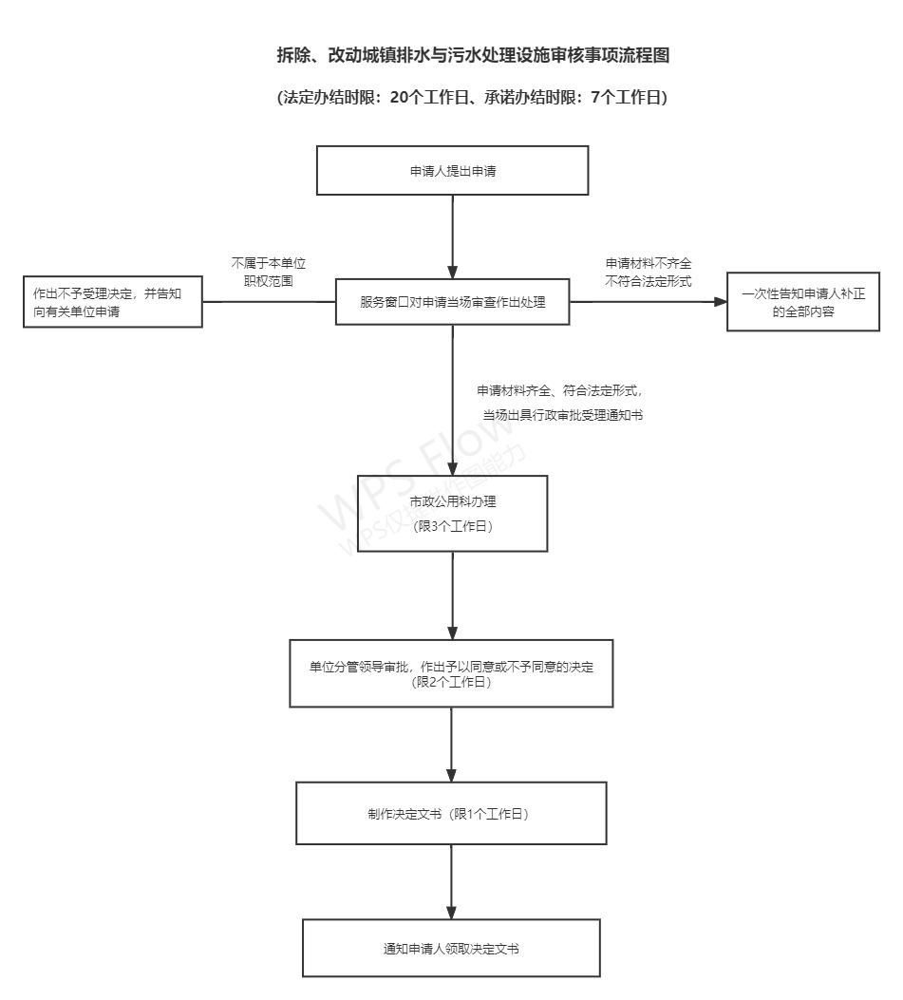 拆除、改动城镇排水与污水处理设施审核事项流程图
(法定办结时限：20个工作日、承诺办结时限：7个工作日)
申请人提出申请
不属于本单位
职权范围
申请材料不齐全
不符合法定形式
作出不予受理决定，并告知
向有关单位申请
服务窗口对申请当场审查作出处理
一次性告知申请人补正
的全部内容
申请材料齐全、符合法定形式，
当场出具行政审批受理通知书
WPS Flow
市政公用科办理
（限3个工作日）
单位分管领导审批，作出予以同意或不予同意的决定
（限2个工作日）
制作决定文书（限1个工作日）
通知申请人领取决定文书